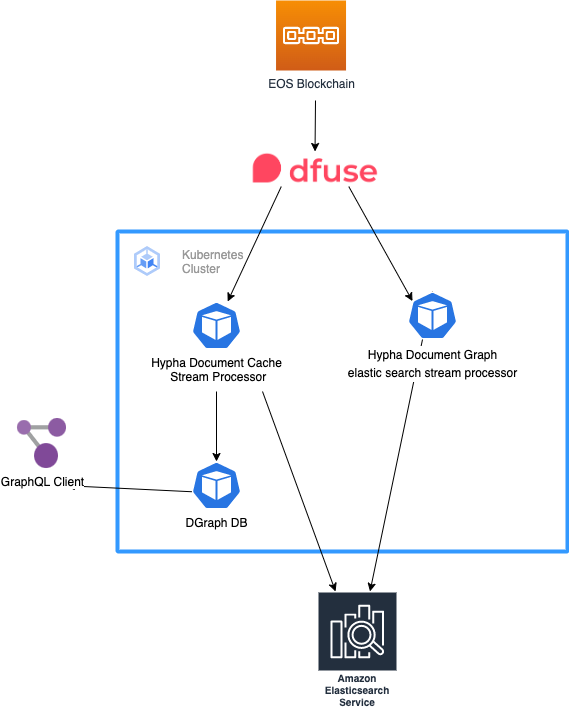 EOS Blockchain
dfuse
Kubernetes
Cluster
Hypha Document Cache
Stream Processor
Hypha Document Graph
elastic search stream processor
GraphQL Client
DGraph DB
Amazon
Elasticsearch
Service